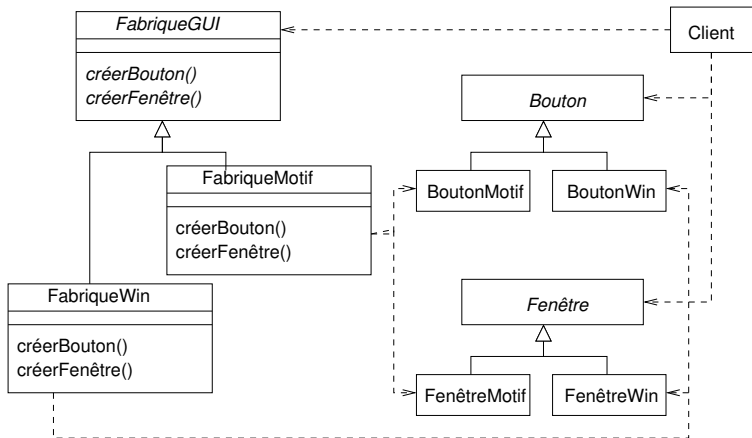 FabriqueGUI
créerBouton()
créerFenêtre()
Client
Bouton
FabriqueMotif
créerBouton()
créerFenêtre()
BoutonMotif
BoutonWin
FabriqueWin
créerBouton()
créerFenêtre()
Fenêtre
FenêtreMotif
FenêtreWin